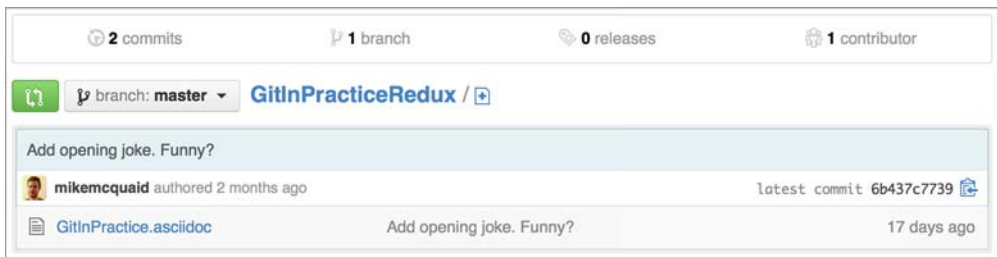 2 commits 1 branch 0 releases 1 contributor
branch: master GitInPracticeRedux /
Add opening joke. Funny?
mikemcquaid authored 2 months ago latest commit 6b437c7739
GitInPractice.asciidoc Add opening joke. Funny? 17 days ago